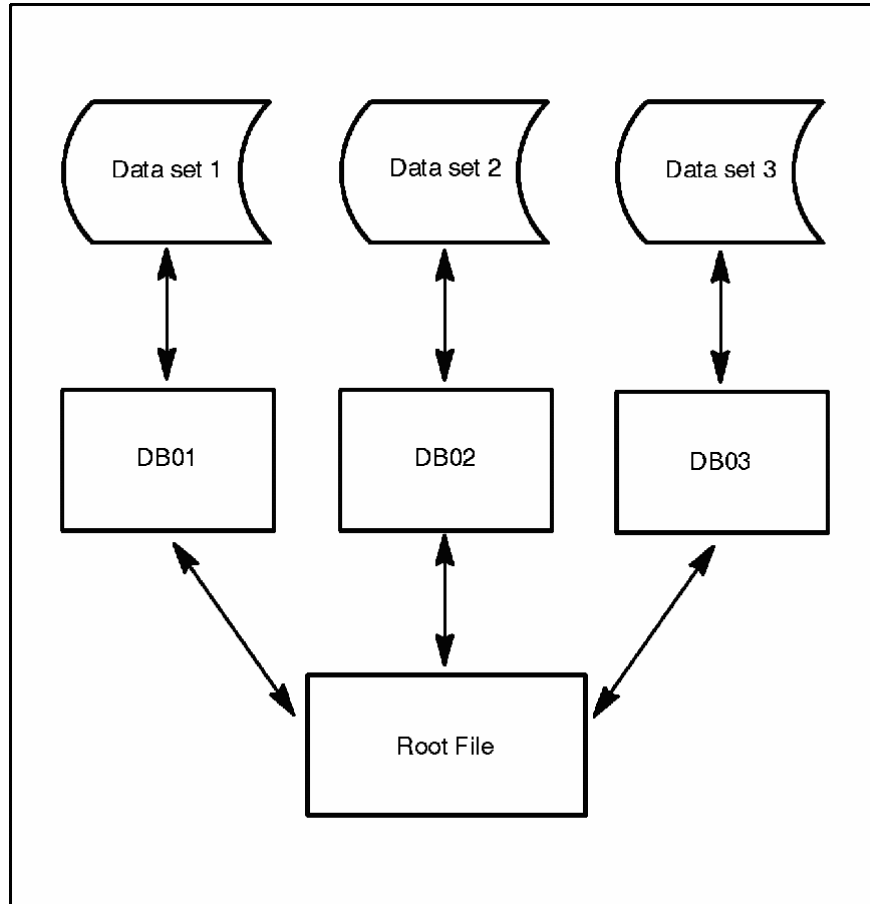 Data set 1
Data set 2
Data set 3
DB01
DB02
DB03
Root File